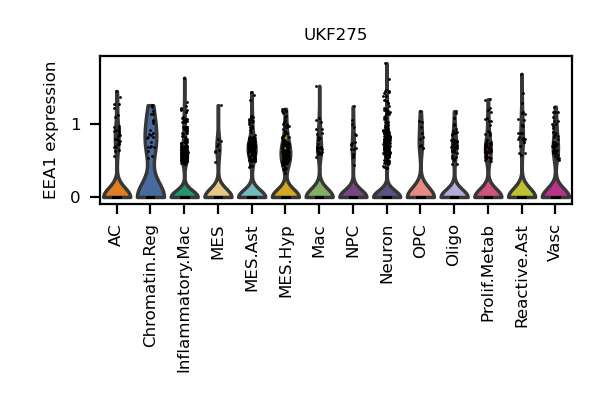 UKF275
EEA1 expression
1
0
AC
Chromatin.Reg
Inflammatory.Mac
MES
MES.Ast
MES.Hyp
Mac
NPC
Neuron
OPC
Oligo
Prolif.Metab
Reactive.Ast
Vasc